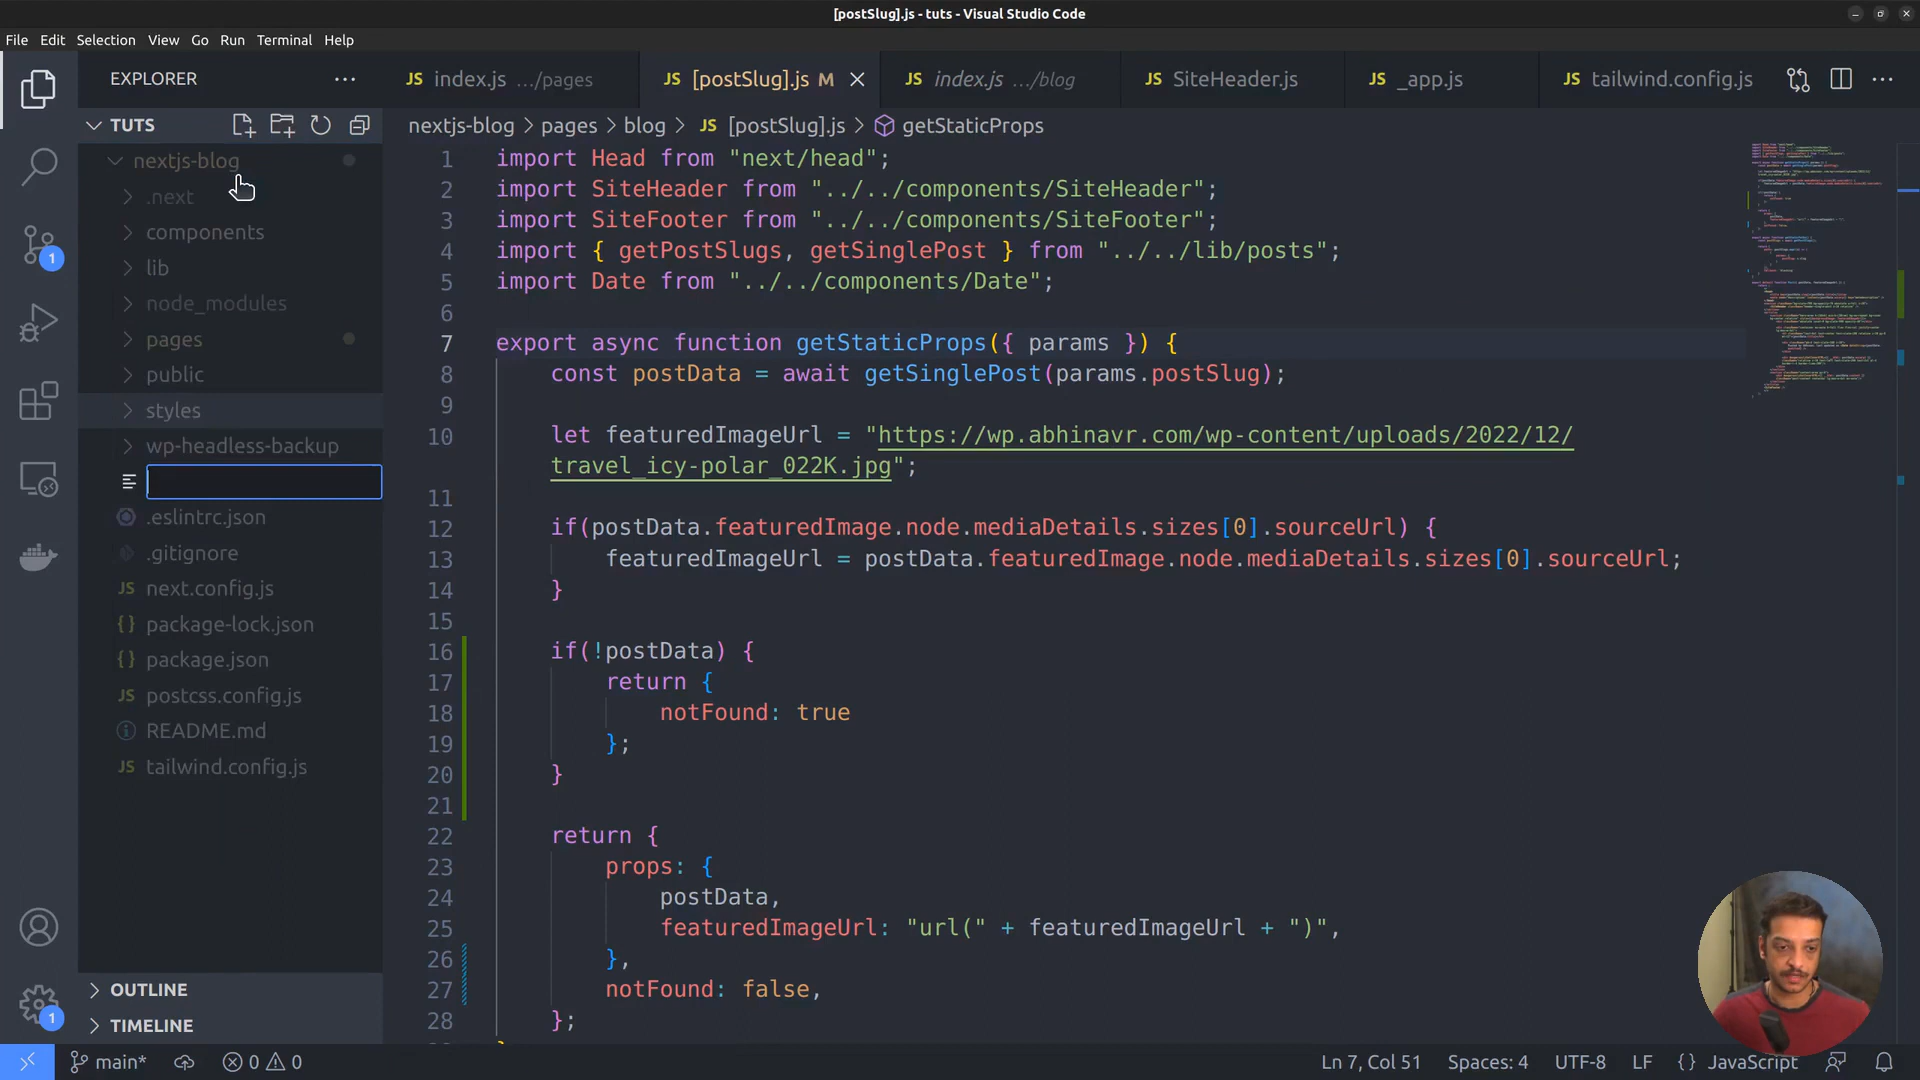 [postSlug].js - tuts - Visual Studio Code
File Edit Selection View Go Run Terminal Help
EXPLORER
JS index.js .../pages
JS [postSlug].js M
JS index.js .../blog
JS SiteHeader.js
JS _app.js
JS tailwind.config.js
TUTS
nextjs-blog > pages > blog > JS [postSlug].js > getStaticProps
nextjs-blog
.next
components
lib
node_modules
pages
public
styles
wp-headless-backup
.eslintrc.json
.gitignore
JS next.config.js
{} package-lock.json
{} package.json
JS postcss.config.js
README.md
JS tailwind.config.js
OUTLINE
TIMELINE
1
1
1 import Head from "next/head";
2 import SiteHeader from "../../components/SiteHeader";
3 import SiteFooter from "../../components/SiteFooter";
4 import { getPostSlugs, getSinglePost } from "../../lib/posts";
5 import Date from "../../components/Date";
6
7 export async function getStaticProps({ params }) {
8 const postData = await getSinglePost(params.postSlug);
9
10 let featuredImageUrl = "https://wp.abhinavr.com/wp-content/uploads/2022/12/
travel_icy-polar_022K.jpg";
11
12 if(postData.featuredImage.node.mediaDetails.sizes[0].sourceUrl) {
13 featuredImageUrl = postData.featuredImage.node.mediaDetails.sizes[0].sourceUrl;
14 }
15
16 if(!postData) {
17 return {
18 notFound: true
19 };
20 }
21
22 return {
23 props: {
24 postData,
25 featuredImageUrl: "url(" + featuredImageUrl + ")",
26 },
27 notFound: false,
28 };
main* 0 0 Ln 7, Col 51 Spaces: 4 UTF-8 LF {} JavaScript